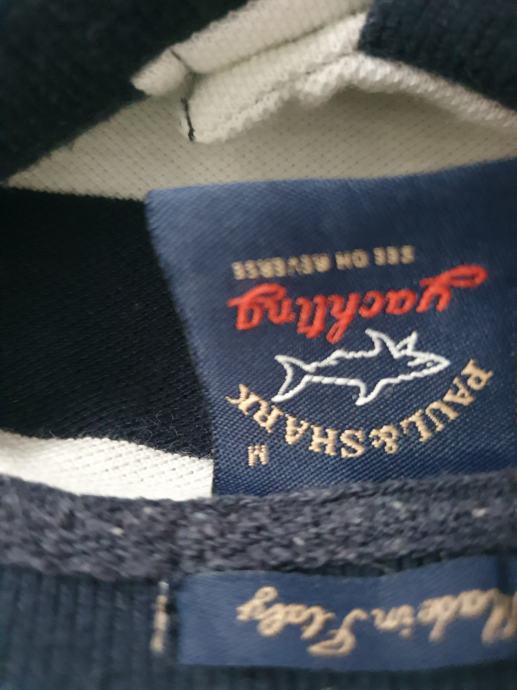 Made in Italy
M
PAUL&SHARK
Yachting
SEE ON REVERSE